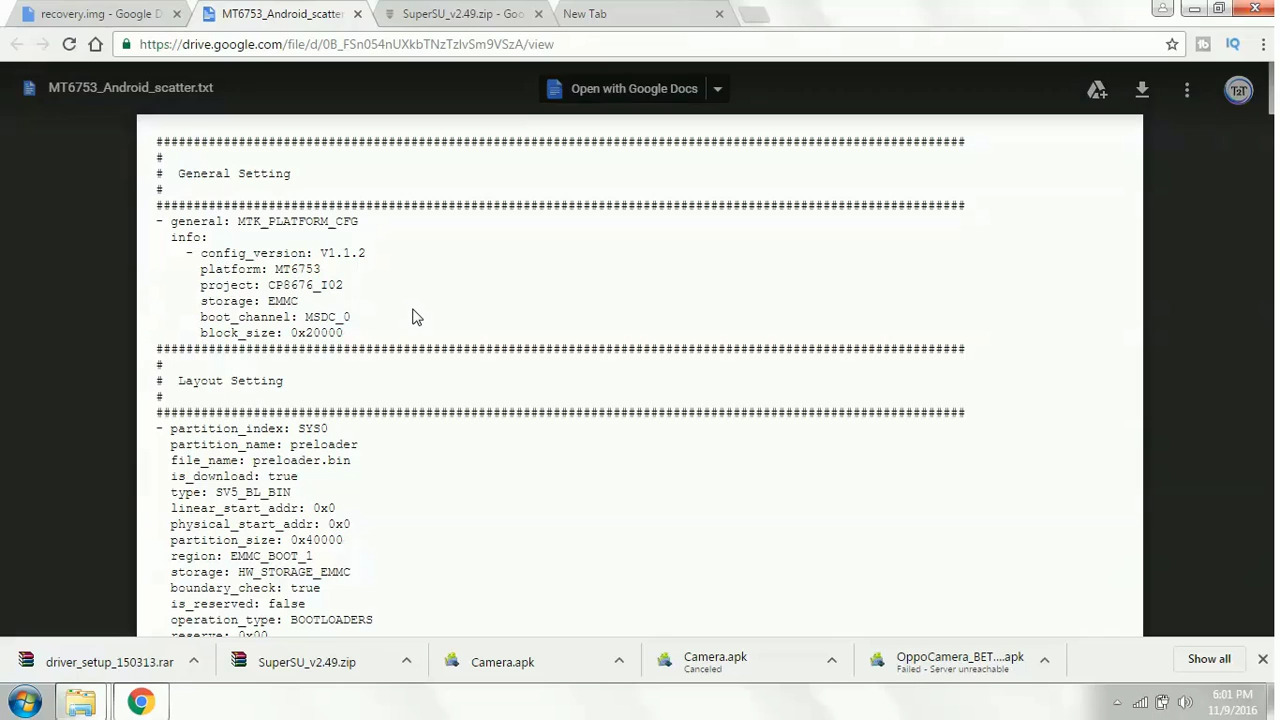 recovery.img - Google D
MT6753_Android_scatter
SuperSU_v2.49.zip - Goo
New Tab
https://drive.google.com/file/d/0B_FSn054nUXkbTNzTzlvSm9VSzA/view
MT6753_Android_scatter.txt
Open with Google Docs
############################################################################################################
#
# General Setting
#
############################################################################################################
- general: MTK_PLATFORM_CFG
info:
- config_version: V1.1.2
platform: MT6753
project: CP8676_I02
storage: EMMC
boot_channel: MSDC_0
block_size: 0x20000
############################################################################################################
#
# Layout Setting
#
############################################################################################################
- partition_index: SYS0
partition_name: preloader
file_name: preloader.bin
is_download: true
type: SV5_BL_BIN
linear_start_addr: 0x0
physical_start_addr: 0x0
partition_size: 0x40000
region: EMMC_BOOT_1
storage: HW_STORAGE_EMMC
boundary_check: true
is_reserved: false
operation_type: BOOTLOADERS
reserve: 0x00
driver_setup_150313.rar
SuperSU_v2.49.zip
Camera.apk
Camera.apk
Canceled
OppoCamera_BET....apk
Failed - Server unreachable
Show all
6:01 PM
11/9/2016